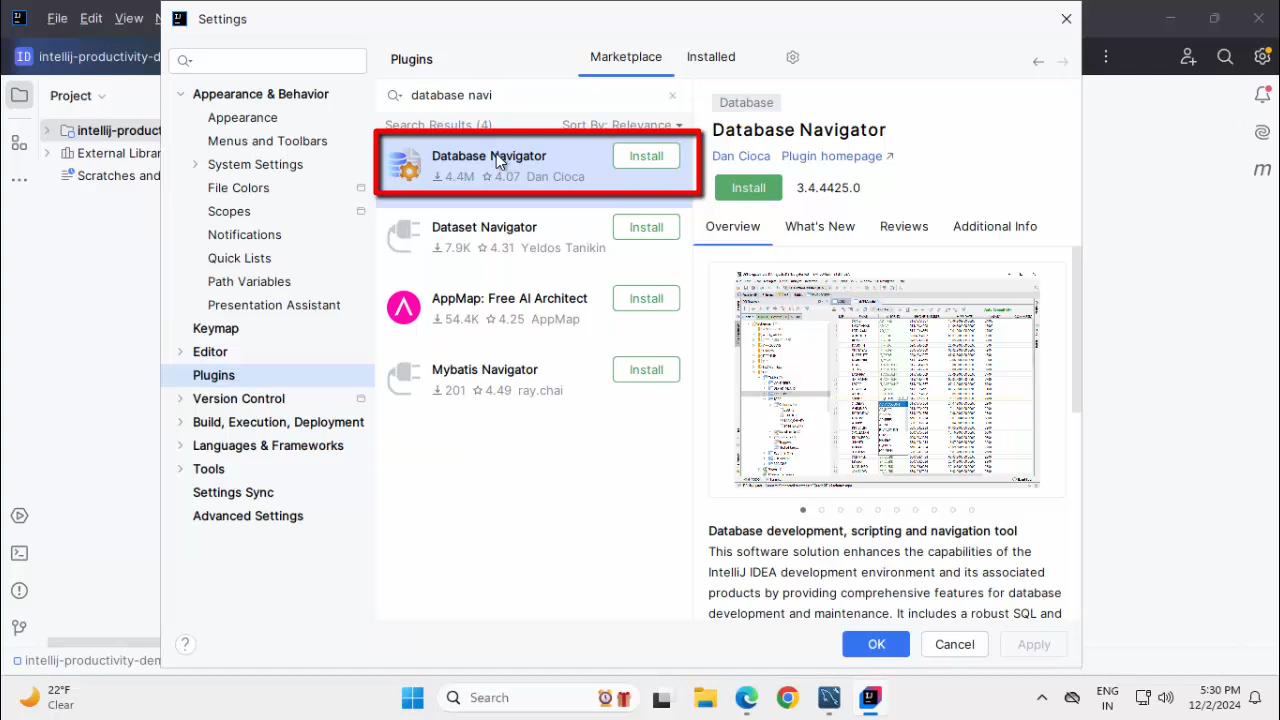 File Edit View
Settings
ID intellij-productivity-d
Project
intellij-product
External Librar
Scratches and
Appearance & Behavior
Appearance
Menus and Toolbars
System Settings
File Colors
Scopes
Notifications
Quick Lists
Path Variables
Presentation Assistant
Keymap
Editor
Plugins
Version Control
Build, Execution, Deployment
Languages & Frameworks
Tools
Settings Sync
Advanced Settings
Plugins
Marketplace
Installed
database navi
Search Results (4) Sort By: Relevance
Database Navigator
Install
4.4M 4.07 Dan Cioca
Dataset Navigator
Install
7.9K 4.31 Yeldos Tanikin
AppMap: Free AI Architect
Install
54.4K 4.25 AppMap
Mybatis Navigator
Install
201 4.49 ray.chai
Database
Database Navigator
Dan Cioca Plugin homepage
Install 3.4.4425.0
Overview What's New Reviews Additional Info
Database development, scripting and navigation tool
This software solution enhances the capabilities of the
IntelliJ IDEA development environment and its associated
products by providing comprehensive features for database
development and maintenance. It includes a robust SQL and
OK Cancel Apply
intellij-productivity-den
22°F
Clear
Search
ENG
IN
5:30 PM
12/2/2024